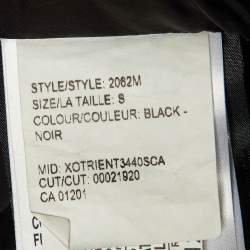 STYLE/STYLE: 2062M
SIZE/LA TAILLE: S
COLOUR/COULEUR: BLACK -
NOIR
MID: XOTRIENT3440SCA
CUT/CUT: 00021920
CA 01201